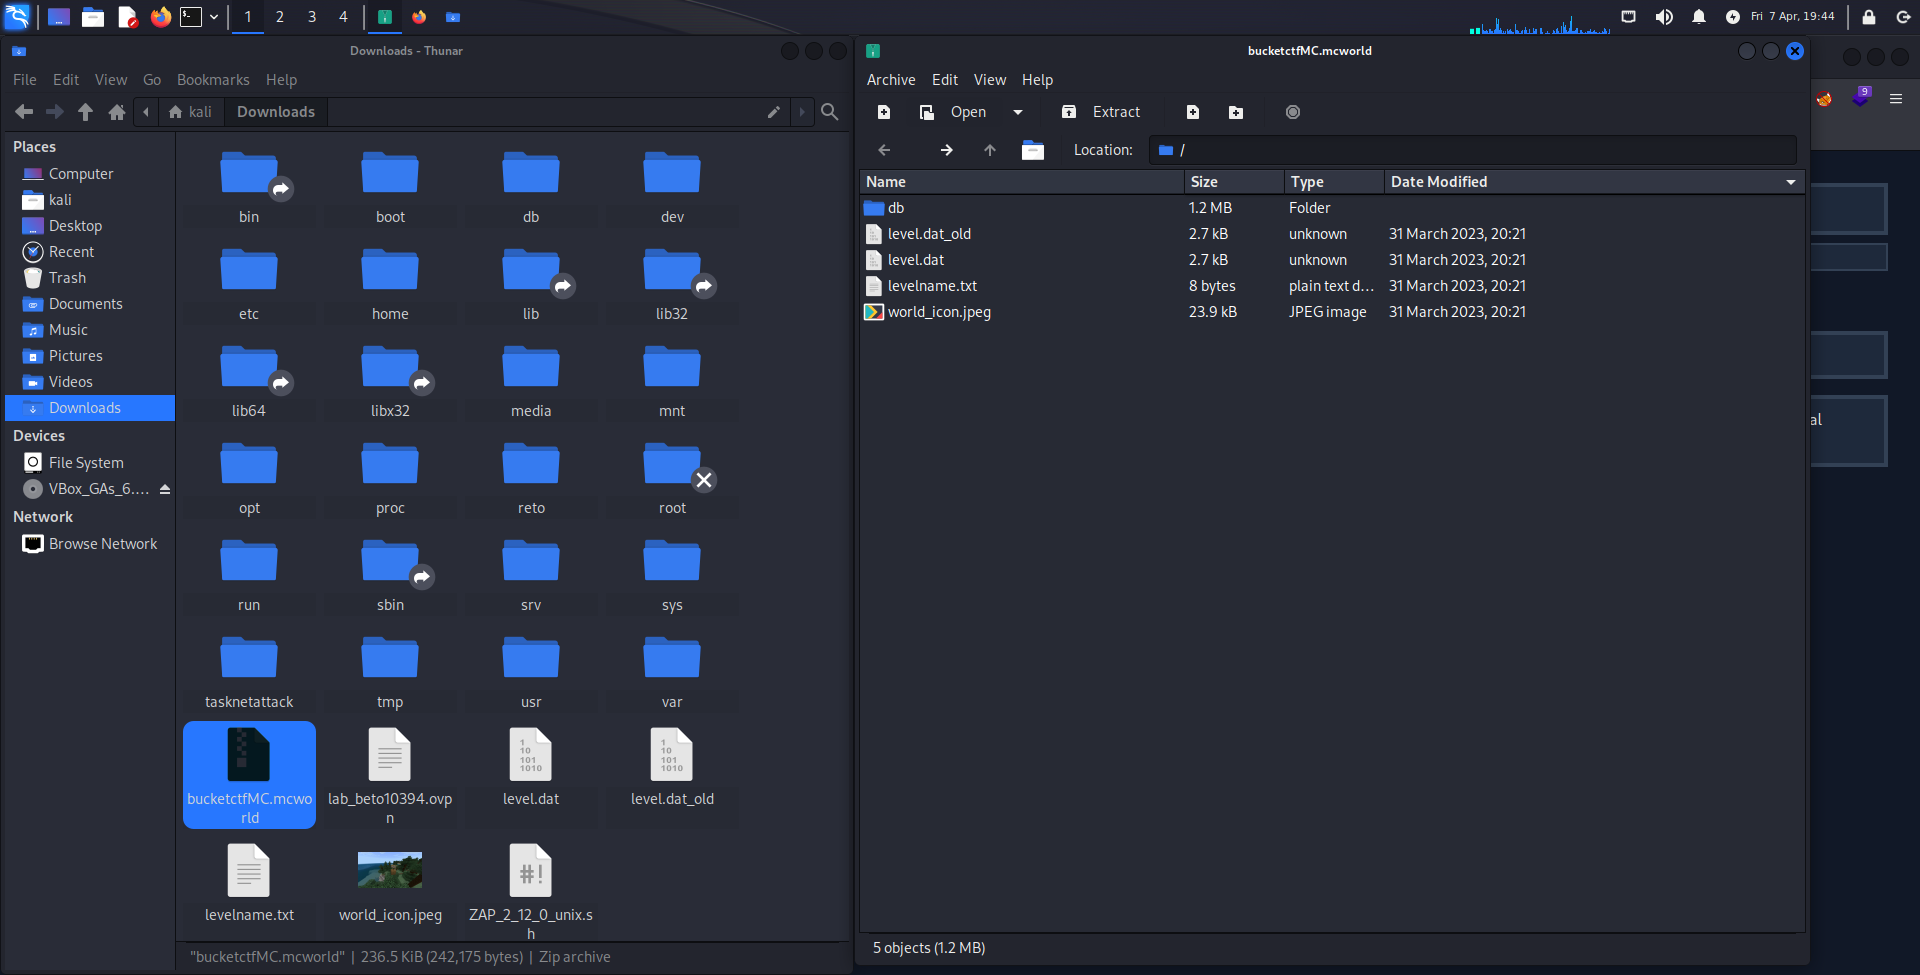 1 2 3 4
Fri 7 Apr, 19:44
Downloads - Thunar
File Edit View Go Bookmarks Help
kali Downloads
Places
Computer
kali
Desktop
Recent
Trash
Documents
Music
Pictures
Videos
Downloads
Devices
File System
VBox_GAs_6....
Network
Browse Network
bin boot db dev
etc home lib lib32
lib64 libx32 media mnt
opt proc reto root
run sbin srv sys
tasknetattack tmp usr var
bucketctfMC.mcwo
rld
lab_beto10394.ovp
n
level.dat
level.dat_old
levelname.txt
world_icon.jpeg
ZAP_2_12_0_unix.s
h
"bucketctfMC.mcworld" | 236.5 KiB (242,175 bytes) | Zip archive
bucketctfMC.mcworld
Archive Edit View Help
Open Extract
Location: /
Name Size Type Date Modified
db 1.2 MB Folder
level.dat_old 2.7 kB unknown 31 March 2023, 20:21
level.dat 2.7 kB unknown 31 March 2023, 20:21
levelname.txt 8 bytes plain text d... 31 March 2023, 20:21
world_icon.jpeg 23.9 kB JPEG image 31 March 2023, 20:21
5 objects (1.2 MB)
9
al